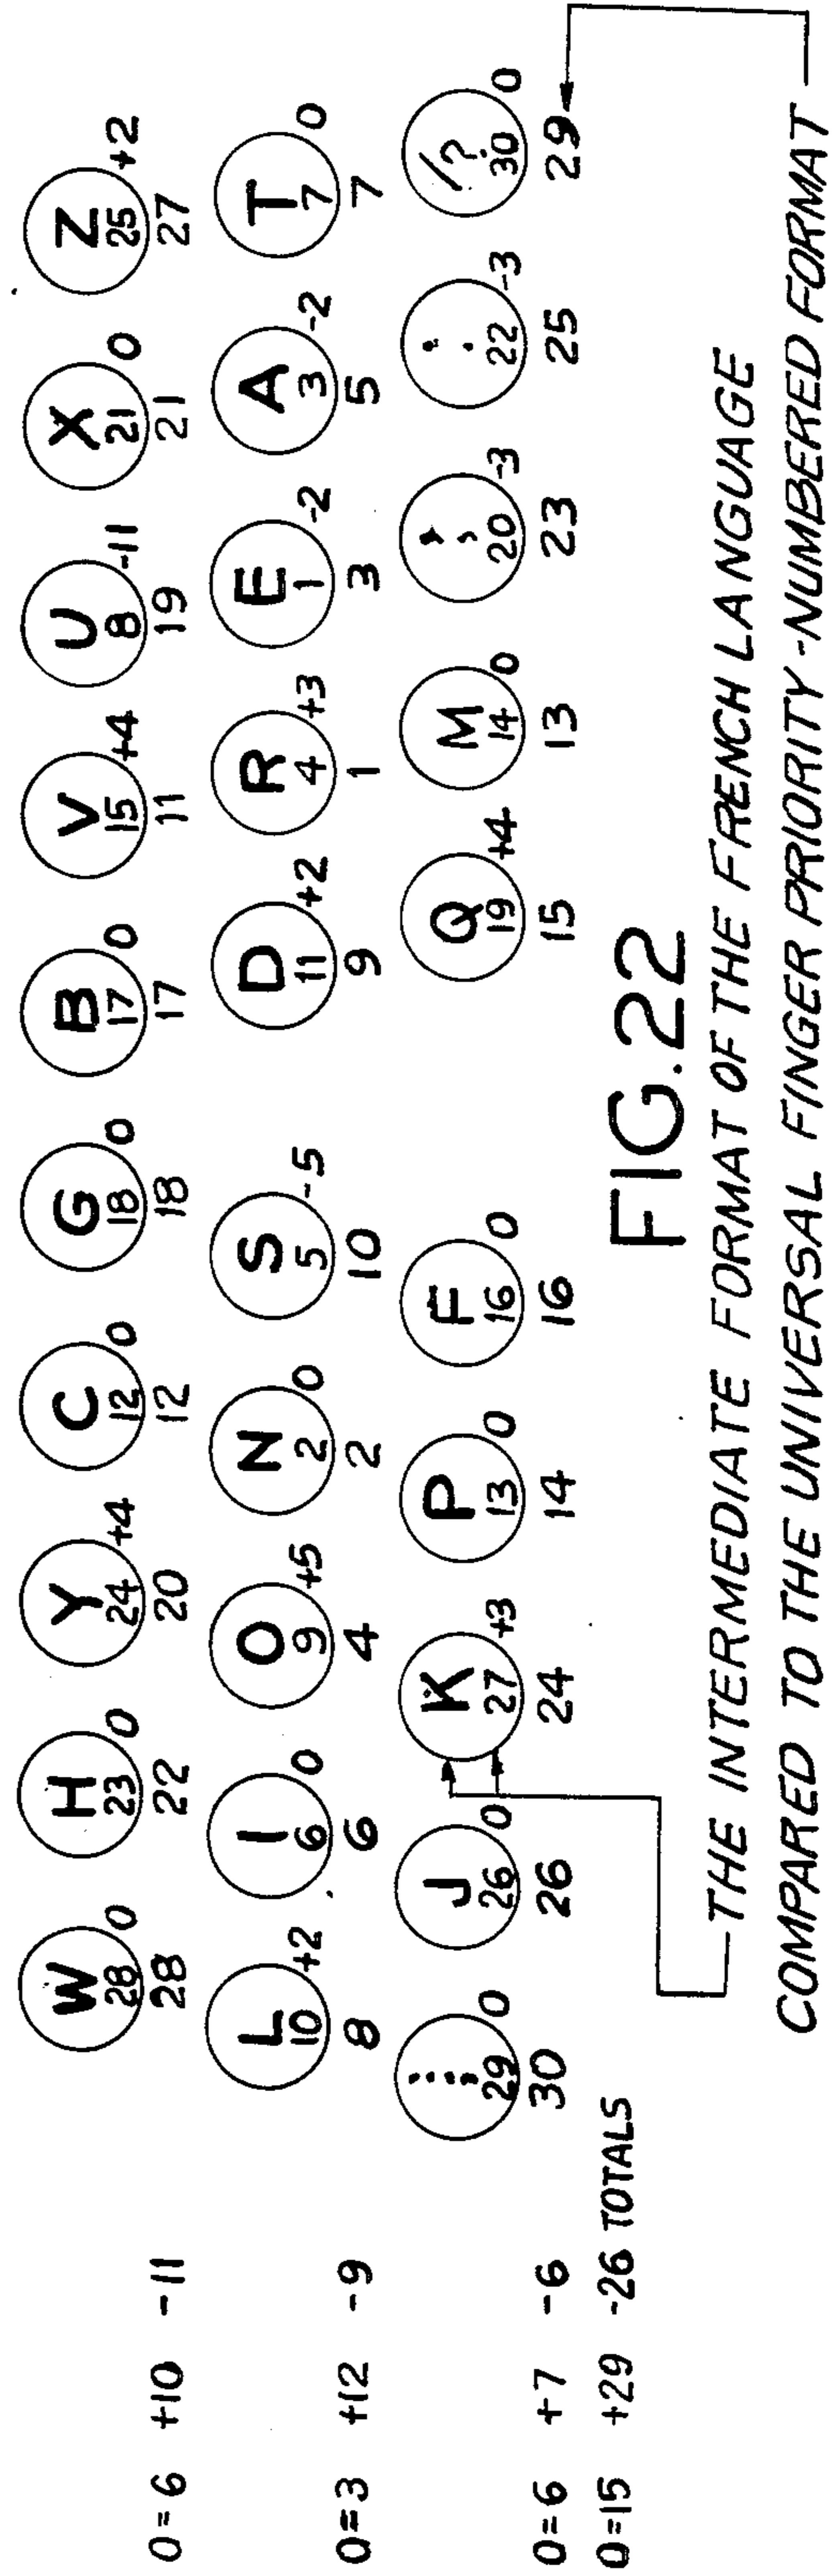 W H Y C G B V U X Z
28 0 23 0 24 +4 12 0 18 0 17 0 15 +4 8 -11 21 0 25 +2
0=6 +10 -11 28 22 20 12 18 17 11 19 21 27
L I O N S D R E A T
10 +2 6 0 9 +5 2 0 5 -5 11 +2 4 +3 1 -2 3 -2 7 0
0=3 +12 -9 8 6 4 2 10 9 1 3 5 7
: ; J K P F Q M , , . . /?
29 0 26 0 27 +3 13 0 16 0 19 +4 14 0 20 -3 22 -3 30 0
0=6 +7 -6 30 26 24 14 16 15 13 23 25 29
0=15 +29 -26 TOTALS
FIG.22
THE INTERMEDIATE FORMAT OF THE FRENCH LANGUAGE
COMPARED TO THE UNIVERSAL FINGER PRIORITY-NUMBERED FORMAT